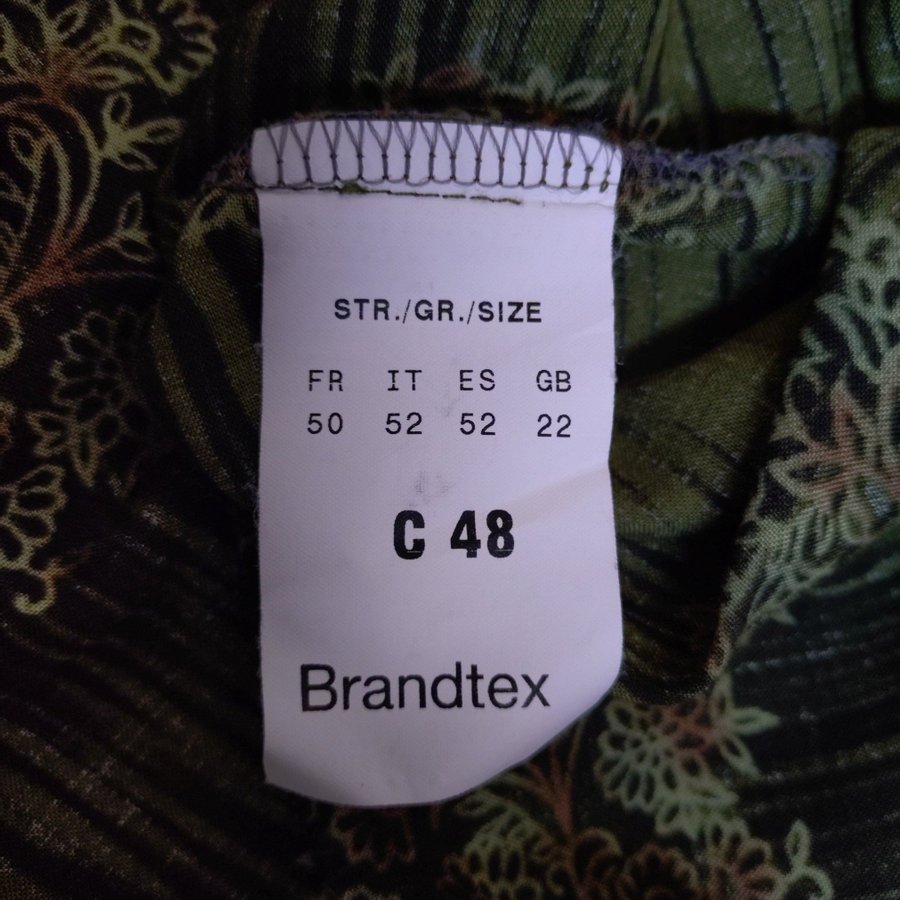 STR./GR./SIZE
FR IT ES GB
50 52 52 22
C 48
Brandtex